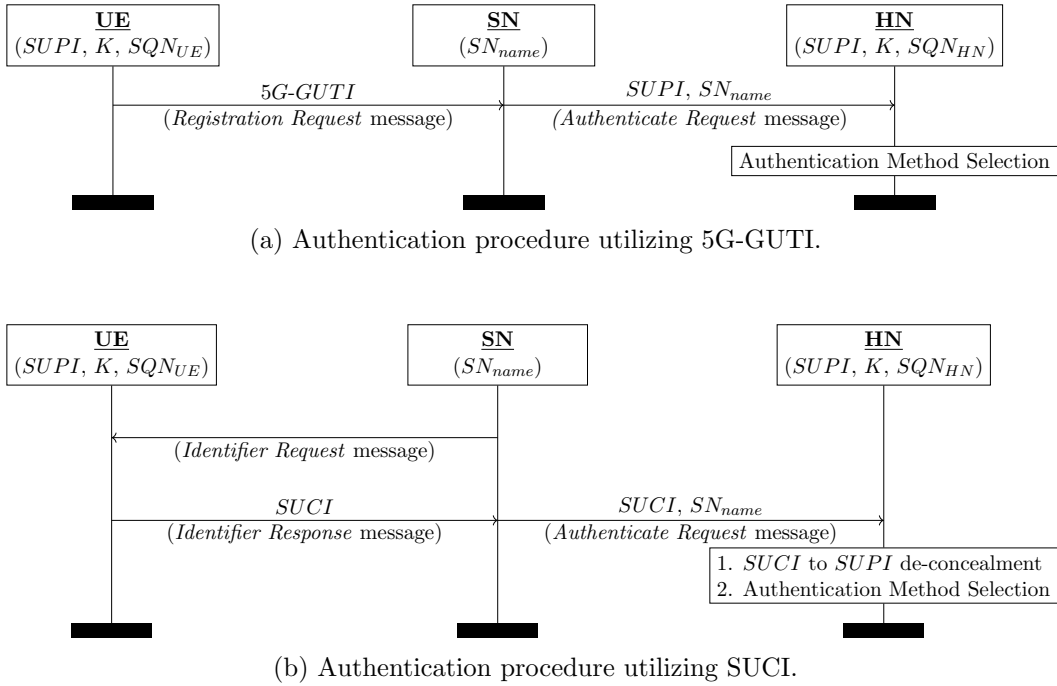 UE
(SUPI, K, SQN_UE)
SN
(SN_name)
HN
(SUPI, K, SQN_HN)
5G-GUTI
(Registration Request message)
SUPI, SN_name
(Authenticate Request message)
Authentication Method Selection
(a) Authentication procedure utilizing 5G-GUTI.
UE
(SUPI, K, SQN_UE)
SN
(SN_name)
HN
(SUPI, K, SQN_HN)
(Identifier Request message)
SUCI
(Identifier Response message)
SUCI, SN_name
(Authenticate Request message)
1. SUCI to SUPI de-concealment
2. Authentication Method Selection
(b) Authentication procedure utilizing SUCI.